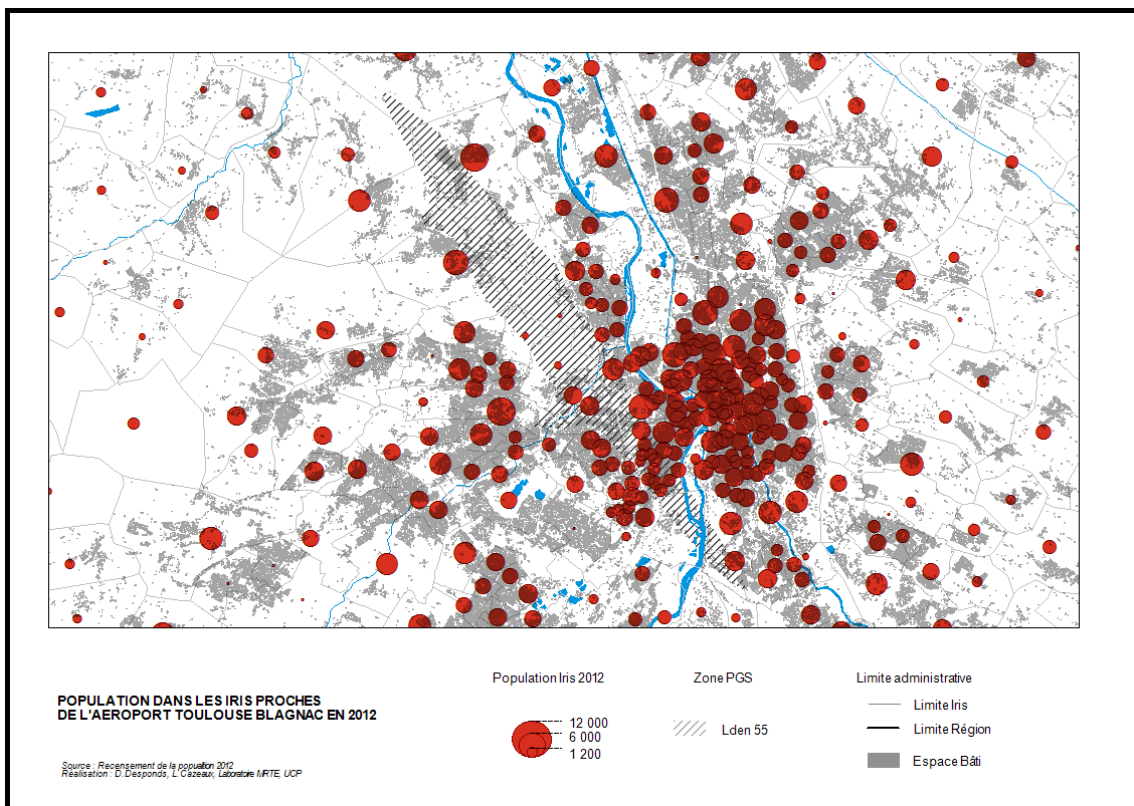 POPULATION DANS LES IRIS PROCHES
DE L'AEROPORT TOULOUSE BLAGNAC EN 2012
Source : Recensement de la population 2012
Réalisation : D. Desponds, L. Cazeaux, Laboratoire MRTE, UCP
Population Iris 2012
12 000
6 000
1 200
Zone PGS
Lden 55
Limite administrative
Limite Iris
Limite Région
Espace Bâti